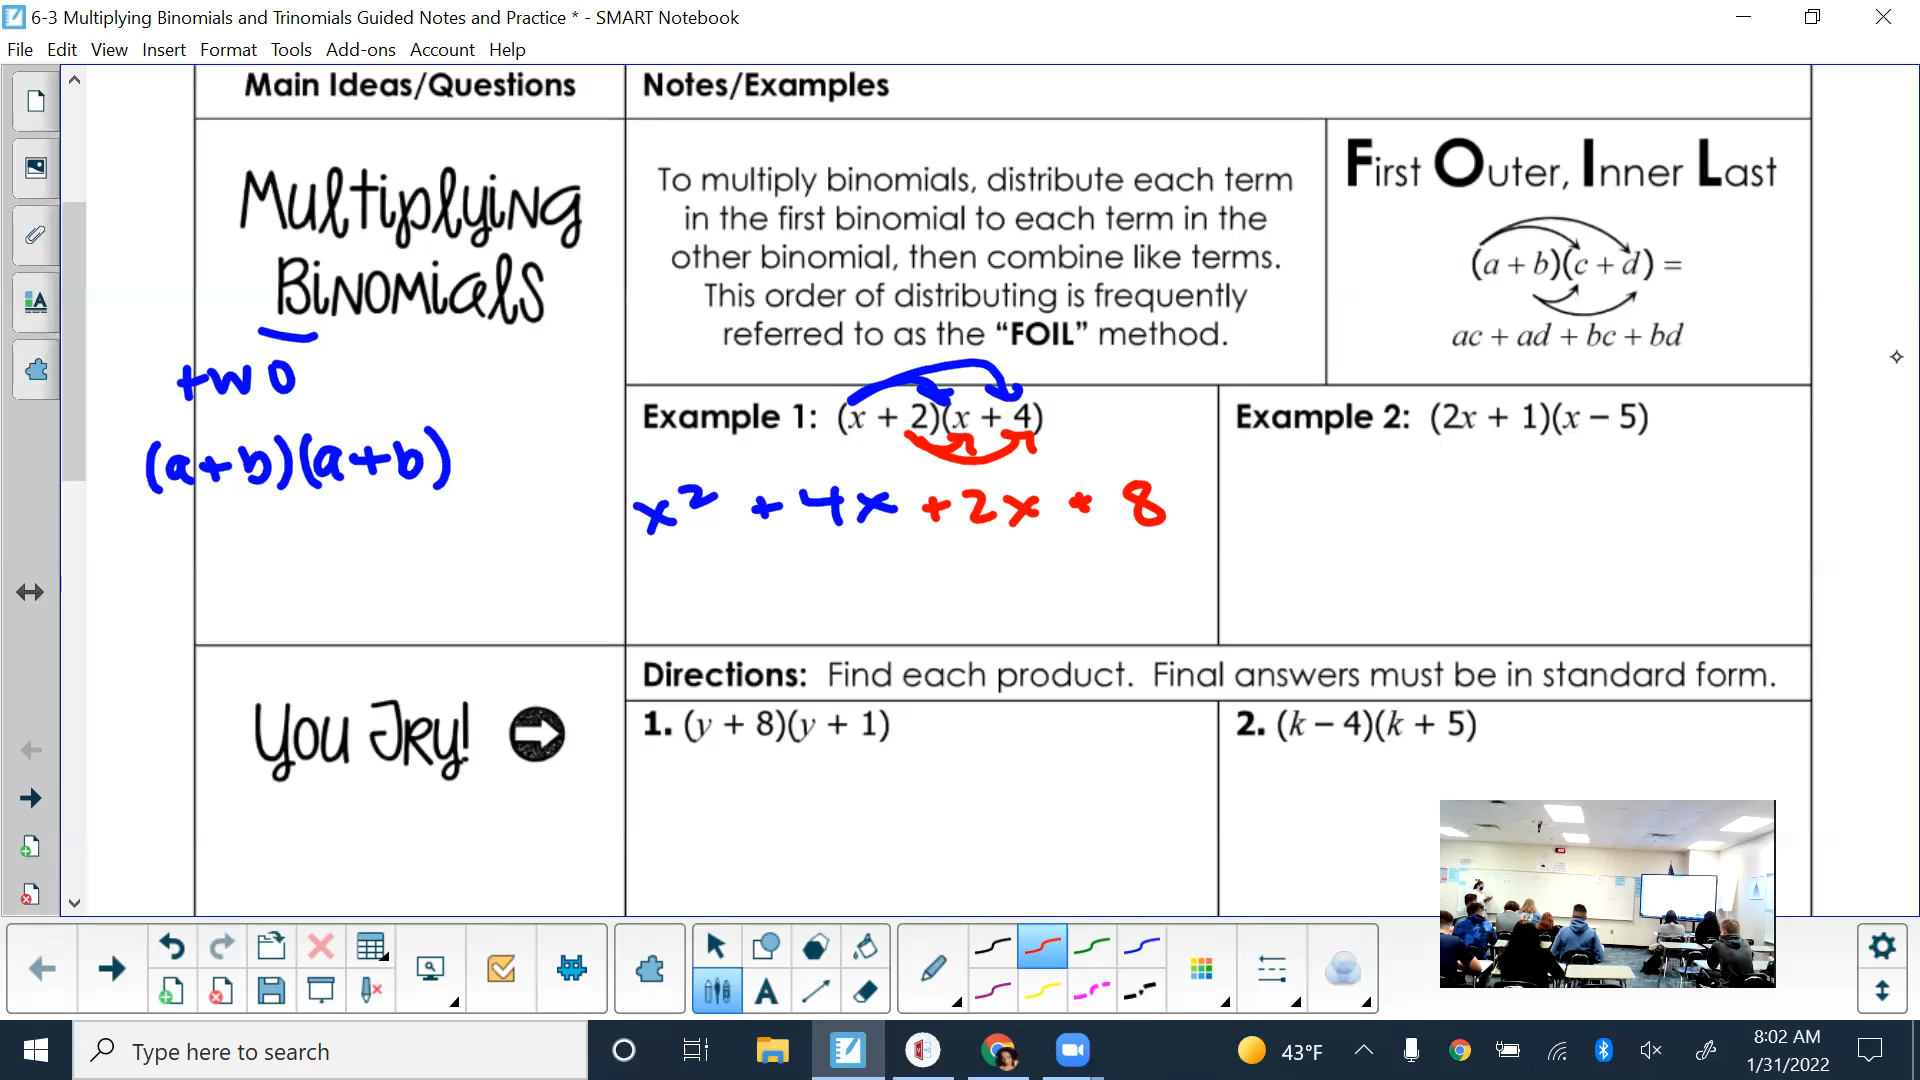 6-3 Multiplying Binomials and Trinomials Guided Notes and Practice * - SMART Notebook
File Edit View Insert Format Tools Add-ons Account Help
Main Ideas/Questions
Notes/Examples
Multiplying
Binomials
two
(a+b)(a+b)
To multiply binomials, distribute each term
in the first binomial to each term in the
other binomial, then combine like terms.
This order of distributing is frequently
referred to as the “FOIL” method.
First Outer, Inner Last
(a + b)(c + d) =
ac + ad + bc + bd
Example 1: (x + 2)(x + 4)
x² + 4x + 2x + 8
Example 2: (2x + 1)(x – 5)
You Try!
Directions: Find each product. Final answers must be in standard form.
1. (y + 8)(y + 1)
2. (k – 4)(k + 5)
A
Type here to search
43°F
8:02 AM
1/31/2022